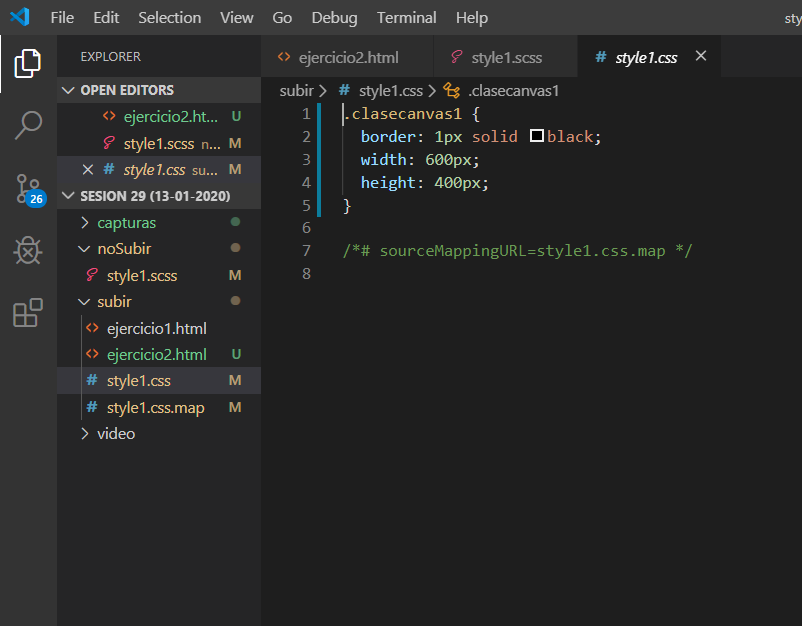 File Edit Selection View Go Debug Terminal Help sty
EXPLORER
OPEN EDITORS
ejercicio2.ht... U
style1.scss n... M
style1.css su... M
SESION 29 (13-01-2020)
capturas
noSubir
style1.scss M
subir
ejercicio1.html
ejercicio2.html U
style1.css M
style1.css.map M
video
26
ejercicio2.html style1.scss style1.css
subir > style1.css > .clasecanvas1
1 .clasecanvas1 {
2 border: 1px solid black;
3 width: 600px;
4 height: 400px;
5 }
6
7 /*# sourceMappingURL=style1.css.map */
8